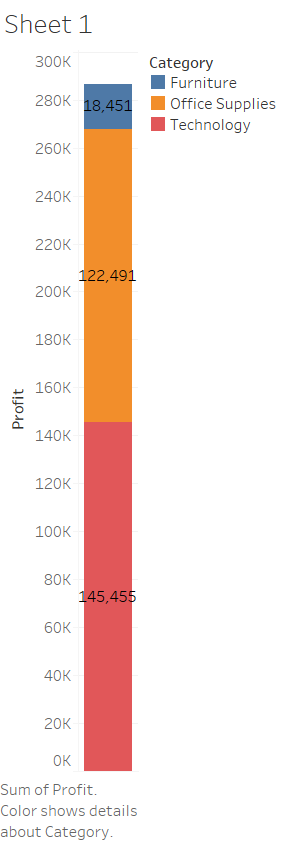 Sheet 1
300K
280K
260K
240K
220K
200K
180K
160K
140K
120K
100K
80K
60K
40K
20K
0K
Profit
18,451
122,491
145,455
Category
Furniture
Office Supplies
Technology
Sum of Profit.
Color shows details
about Category.